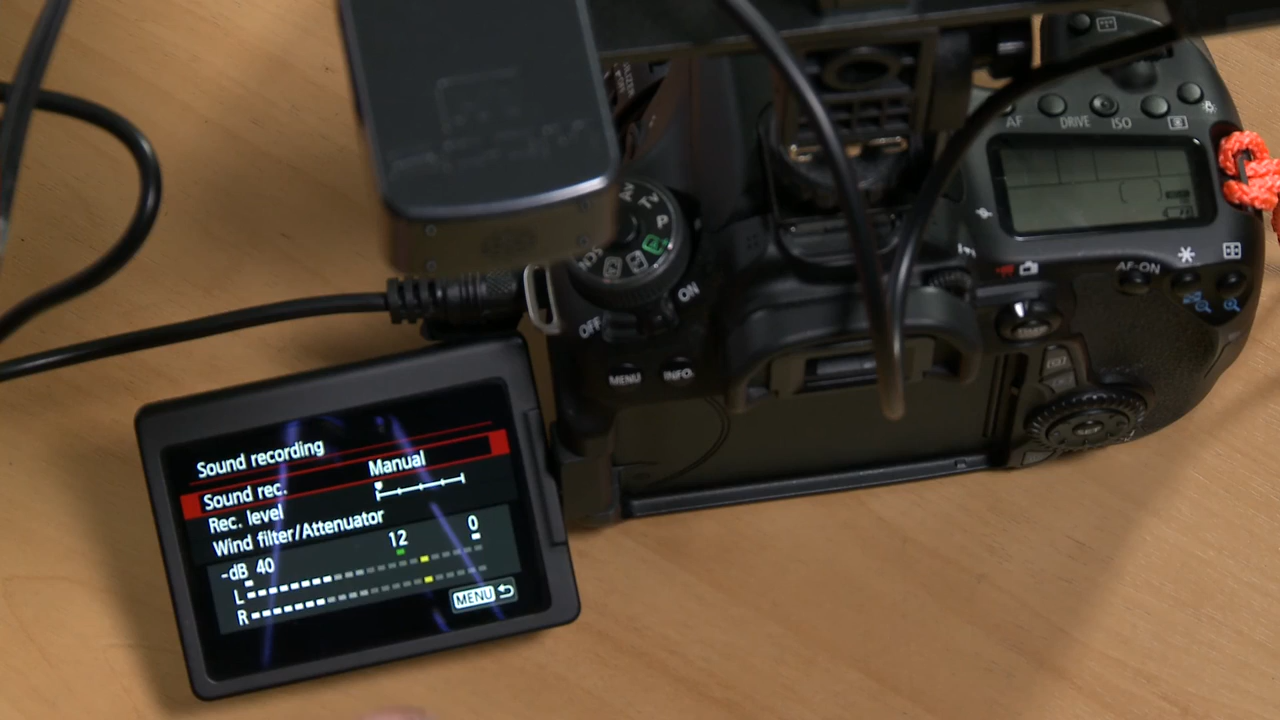 Sound recording
Sound rec. Manual
Rec. level
Wind filter/Attenuator
-dB 40 12 0
L
R
MENU
Av
Tv
P
SCN
ON
OFF
MENU
INFO.
AF
DRIVE
ISO
AF-ON